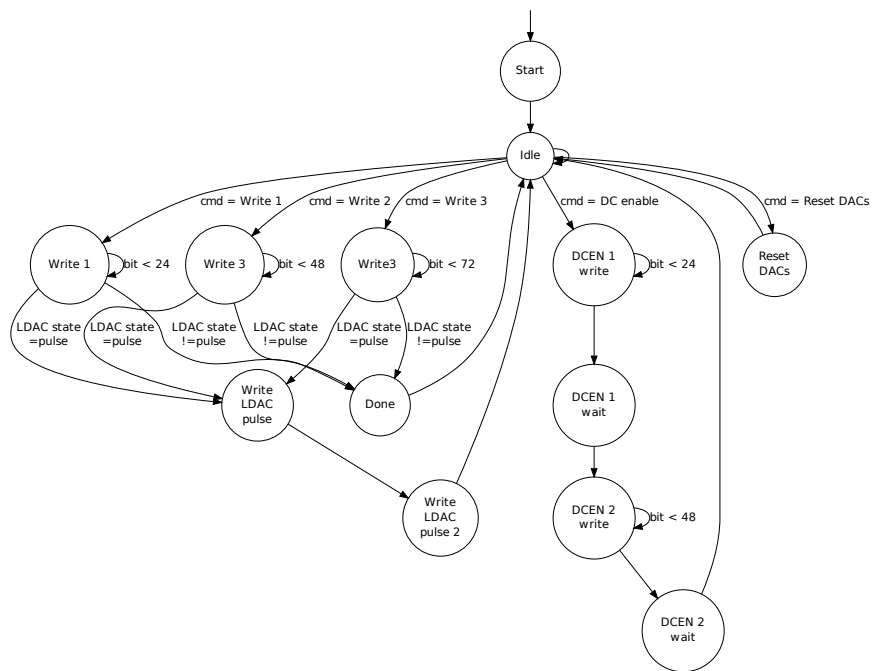 Start
Idle
cmd = Write 1
cmd = Write 2
cmd = Write 3
cmd = DC enable
cmd = Reset DACs
Write 1
bit < 24
Write 3
bit < 48
Write3
bit < 72
DCEN 1
write
bit < 24
Reset
DACs
LDAC state
=pulse
LDAC state
=pulse
LDAC state
!=pulse
LDAC state
!=pulse
LDAC state
=pulse
LDAC state
!=pulse
Write
LDAC
pulse
Done
DCEN 1
wait
Write
LDAC
pulse 2
DCEN 2
write
bit < 48
DCEN 2
wait